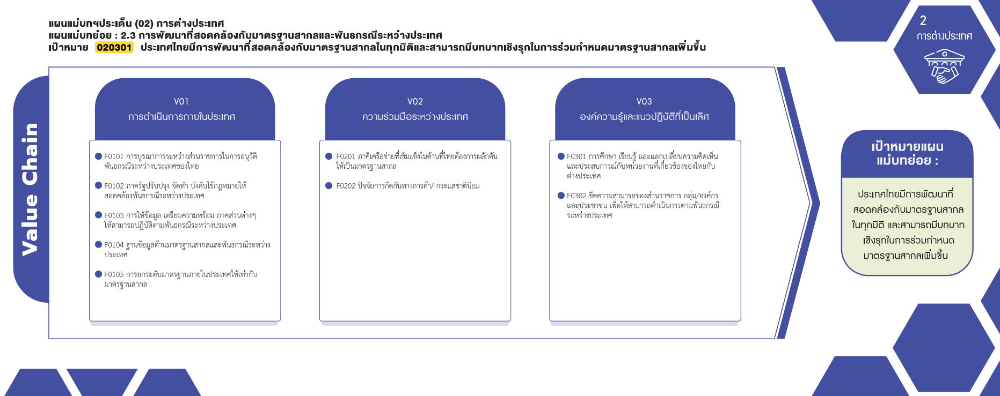 แผนแม่บทฯประเด็น (02) การต่างประเทศ
แผนแม่บทย่อย : 2.3 การพัฒนาที่สอดคล้องกับมาตรฐานสากลและพันธกรณีระหว่างประเทศ
เป้าหมาย 020301 ประเทศไทยมีการพัฒนาที่สอดคล้องกับมาตรฐานสากลในทุกมิติและสามารถมีบทบาทเชิงรุกในการร่วมกำหนดมาตรฐานสากลเพิ่มขึ้น
2
การต่างประเทศ
Value Chain
V01
การดำเนินการภายในประเทศ
F0101 การบูรณาการระหว่างส่วนราชการในการอนุวัติ
พันธกรณีระหว่างประเทศของไทย
F0102 ภาครัฐปรับปรุง จัดทำ บังคับใช้กฎหมายให้
สอดคล้องพันธกรณีระหว่างประเทศ
F0103 การให้ข้อมูล เตรียมความพร้อม ภาคส่วนต่างๆ
ให้สามารถปฏิบัติตามพันธกรณีระหว่างประเทศ
F0104 ฐานข้อมูลด้านมาตรฐานสากลและพันธกรณีระหว่าง
ประเทศ
F0105 การยกระดับมาตรฐานภายในประเทศให้เท่ากับ
มาตรฐานสากล
V02
ความร่วมมือระหว่างประเทศ
F0201 ภาคีเครือข่ายที่เข้มแข็งในด้านที่ไทยต้องการผลักดัน
ให้เป็นมาตรฐานสากล
F0202 ปัจจัยการกีดกันทางการค้า/ กระแสชาตินิยม
V03
องค์ความรู้และแนวปฏิบัติที่เป็นเลิศ
F0301 การศึกษา เรียนรู้ และแลกเปลี่ยนความคิดเห็น
และประสบการณ์กับหน่วยงานที่เกี่ยวข้องของไทยกับ
ต่างประเทศ
F0302 ขีดความสามารถของส่วนราชการ กลุ่ม/องค์กร
และประชาชน เพื่อให้สามารถดำเนินการตามพันธกรณี
ระหว่างประเทศ
เป้าหมายแผน
แม่บทย่อย :
ประเทศไทยมีการพัฒนาที่
สอดคล้องกับมาตรฐานสากล
ในทุกมิติ และสามารถมีบทบาท
เชิงรุกในการร่วมกำหนด
มาตรฐานสากลเพิ่มขึ้น